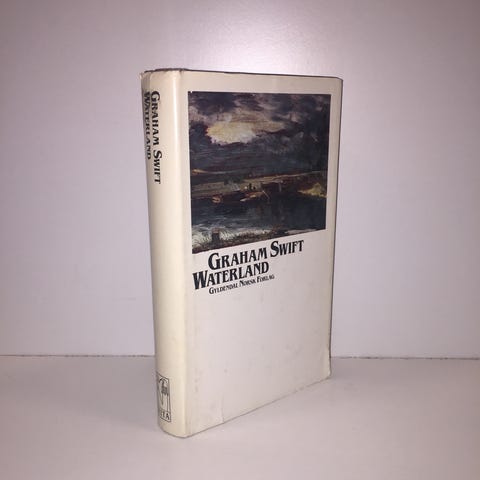 GRAHAM SWIFT
WATERLAND
GRAHAM SWIFT
WATERLAND
GYLDENDAL NORSK FORLAG